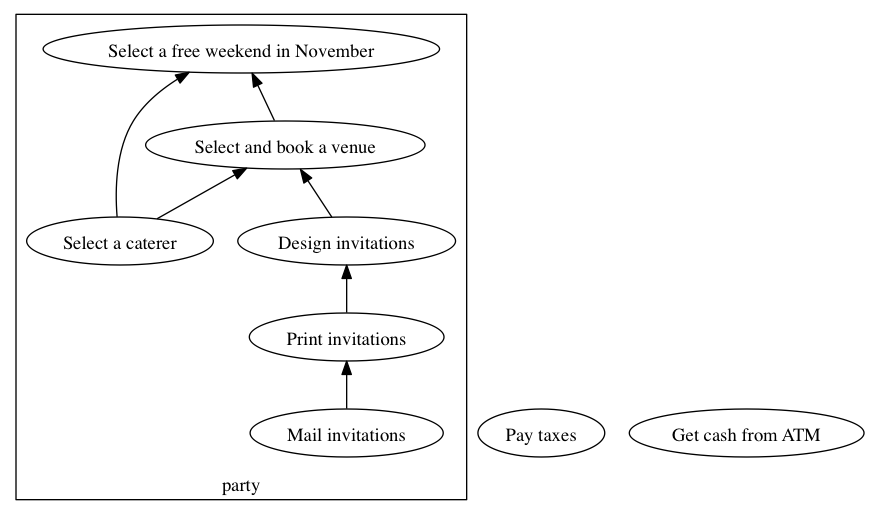 Select a free weekend in November
Select and book a venue
Select a caterer
Design invitations
Print invitations
Mail invitations
Pay taxes
Get cash from ATM
party